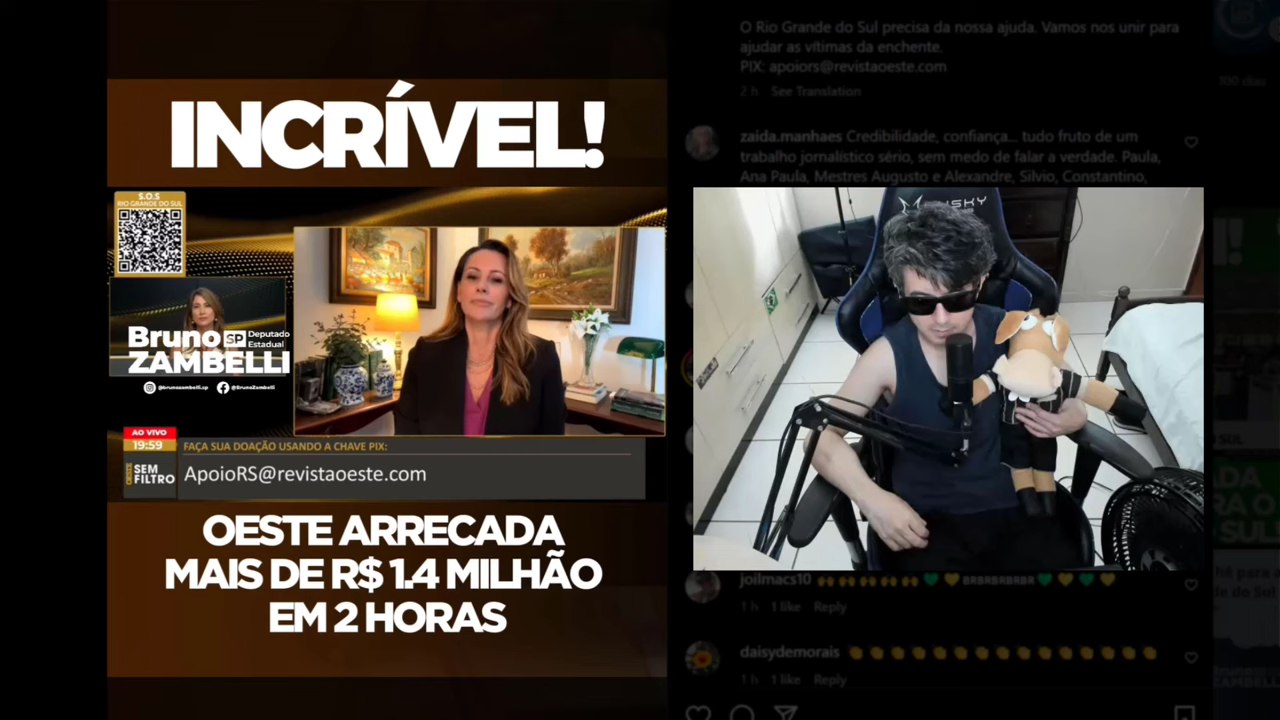 INCRÍVEL!
S.O.S
RIO GRANDE DO SUL
Bruno SP Deputado Estadual
ZAMBELLI
@brunozambelli.sp @BrunoZambelli
AO VIVO
19:59
OESTE SEM FILTRO
FAÇA SUA DOAÇÃO USANDO A CHAVE PIX:
ApoioRS@revistaoeste.com
OESTE ARRECADA
MAIS DE R$ 1.4 MILHÃO
EM 2 HORAS
O Rio Grande do Sul precisa da nossa ajuda. Vamos nos unir para
ajudar as vítimas da enchente.
PIX: apoiors@revistaoeste.com
2 h See Translation
zaida.manhaes Credibilidade, confiança... tudo fruto de um
trabalho jornalístico sério, sem medo de falar a verdade. Paula,
Ana Paula, Mestres Augusto e Alexandre, Silvio, Constantino,
joilmacs10
1 h 1 like Reply
daisydemorais
1 h 1 like Reply
100 dias